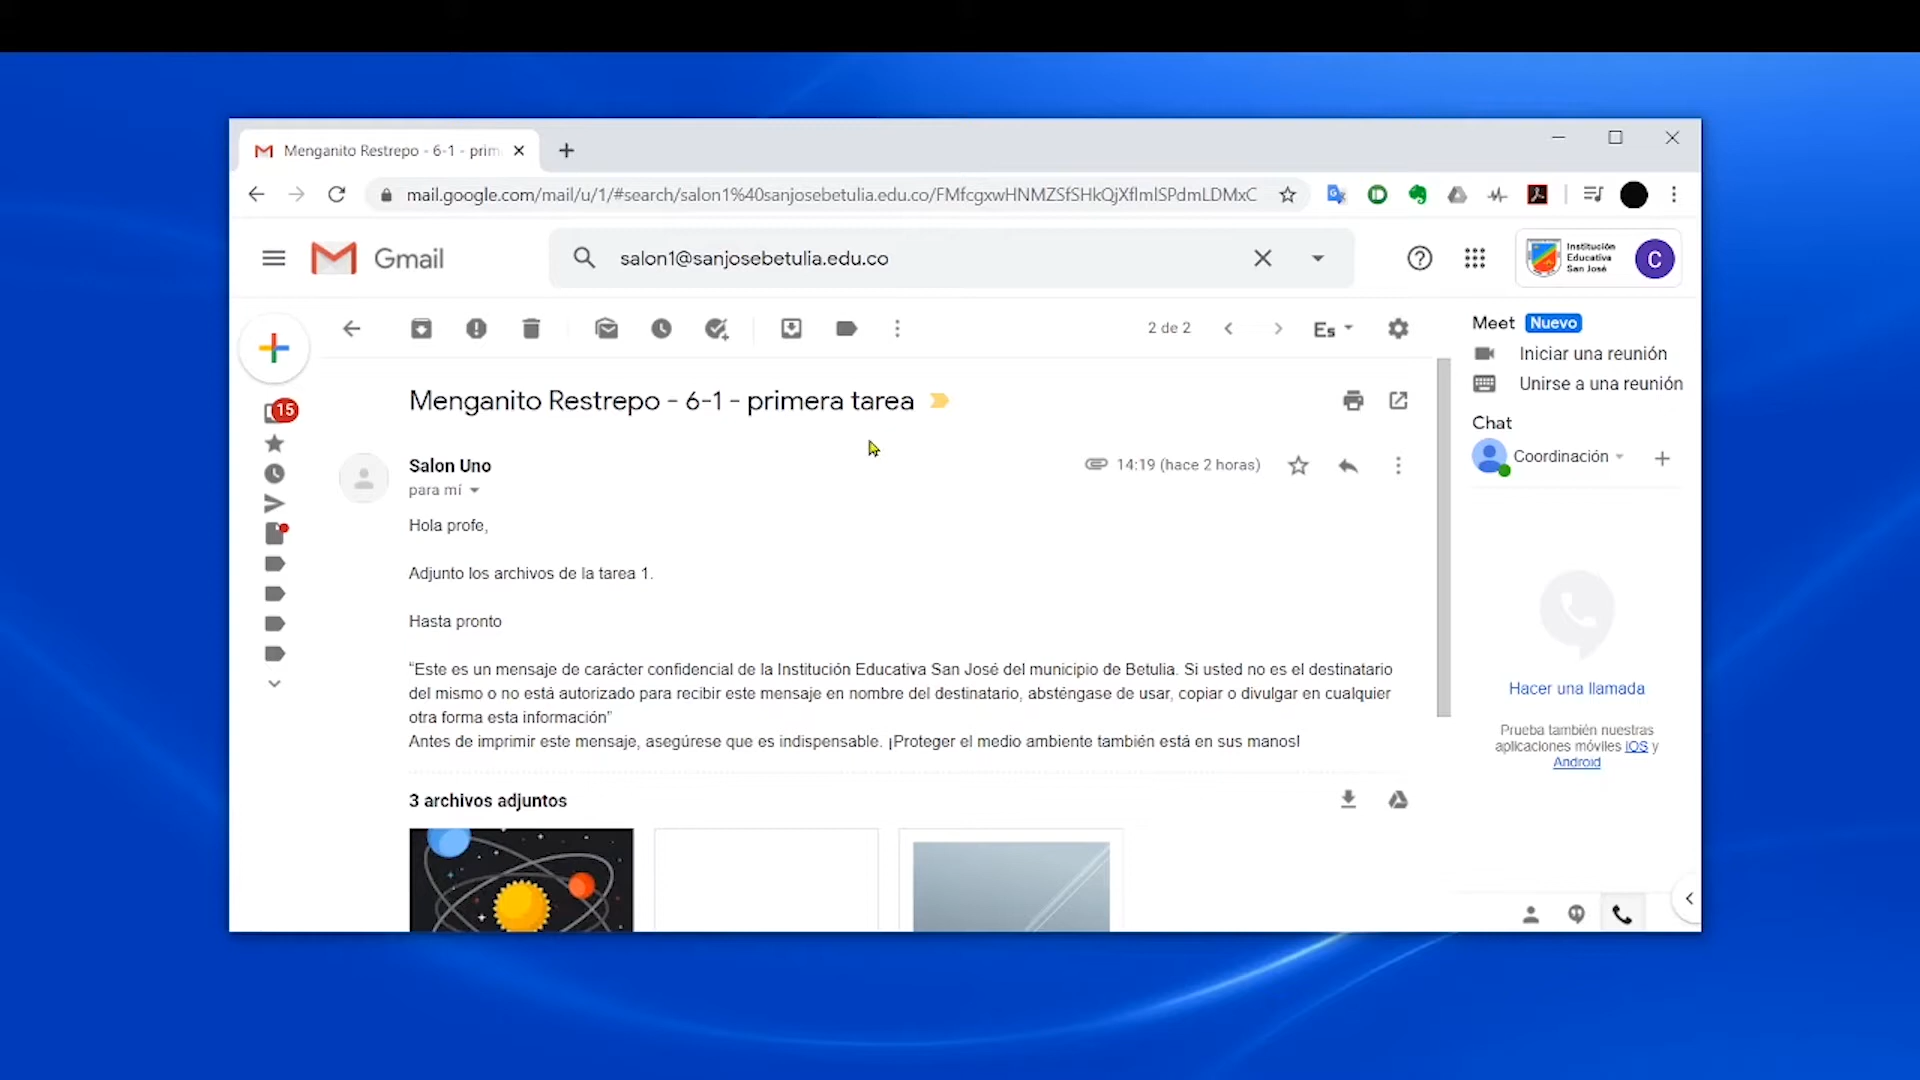 Menganito Restrepo - 6-1 - prim
mail.google.com/mail/u/1/#search/salon1%40sanjosebetulia.edu.co/FMfcgxwHNMZSfSHkQjXflmlSPdmLDMxC
Gmail
salon1@sanjosebetulia.edu.co
Institución
Educativa
San José
C
2 de 2
Es
Meet Nuevo
Iniciar una reunión
Unirse a una reunión
15
Menganito Restrepo - 6-1 - primera tarea
Chat
Coordinación
Salon Uno
14:19 (hace 2 horas)
para mí
Hola profe,
Adjunto los archivos de la tarea 1.
Hasta pronto
“Este es un mensaje de carácter confidencial de la Institución Educativa San José del municipio de Betulia. Si usted no es el destinatario
del mismo o no está autorizado para recibir este mensaje en nombre del destinatario, absténgase de usar, copiar o divulgar en cualquier
otra forma esta información”
Antes de imprimir este mensaje, asegúrese que es indispensable. ¡Proteger el medio ambiente también está en sus manos!
Hacer una llamada
Prueba también nuestras
aplicaciones móviles iOS y
Android
3 archivos adjuntos